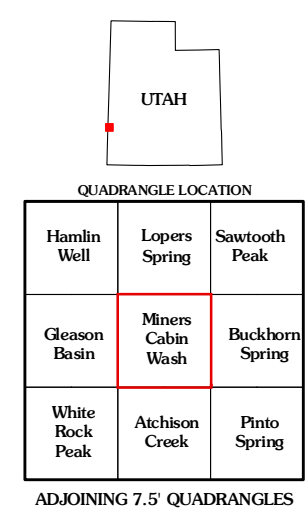 UTAH
QUADRANGLE LOCATION
Hamlin
Well
Lopers
Spring
Sawtooth
Peak
Gleason
Basin
Miners
Cabin
Wash
Buckhorn
Spring
White
Rock
Peak
Atchison
Creek
Pinto
Spring
ADJOINING 7.5' QUADRANGLES